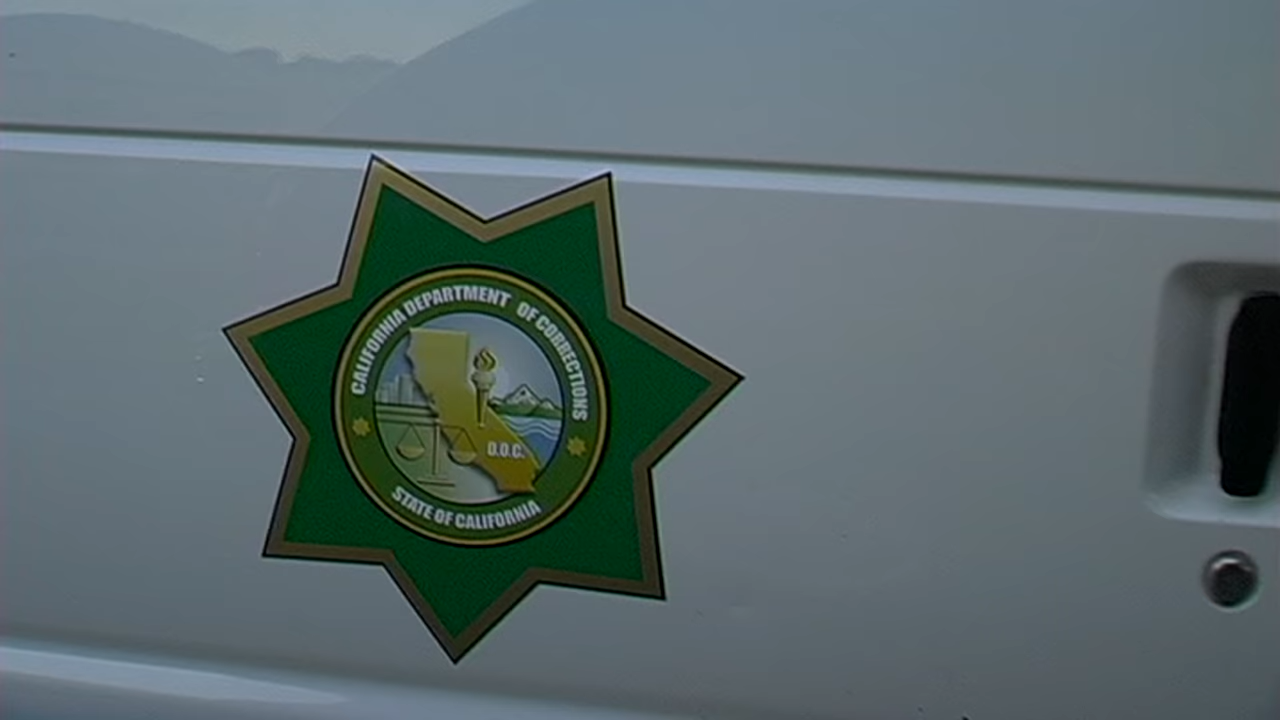 CALIFORNIA DEPARTMENT OF CORRECTIONS
D.O.C.
STATE OF CALIFORNIA